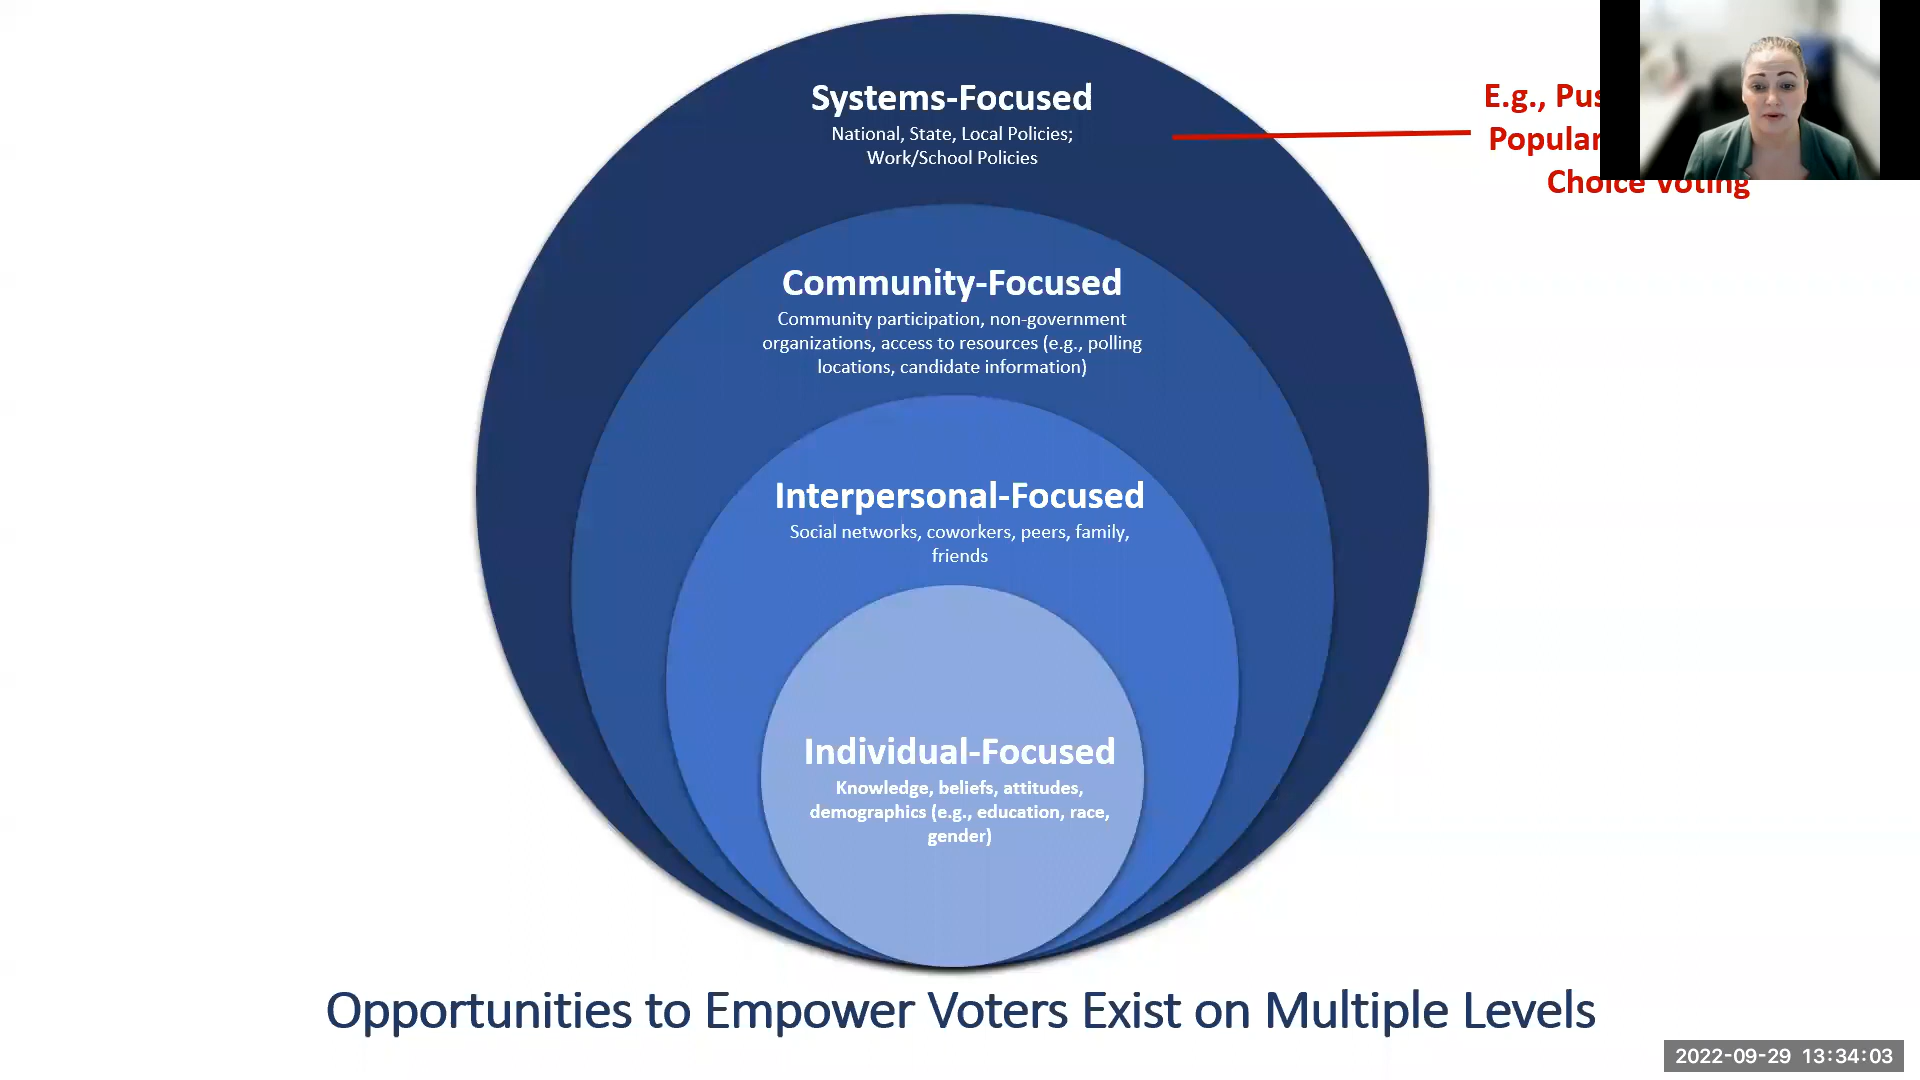 Systems-Focused
National, State, Local Policies;
Work/School Policies
E.g.,
Choice Voting
Community-Focused
Community participation, non-government
organizations, access to resources (e.g., polling
locations, candidate information)
Interpersonal-Focused
Social networks, coworkers, peers, family,
friends
Individual-Focused
Knowledge, beliefs, attitudes,
demographics (e.g., education, race,
gender)
Opportunities to Empower Voters Exist on Multiple Levels
2022-09-29 13:34:03